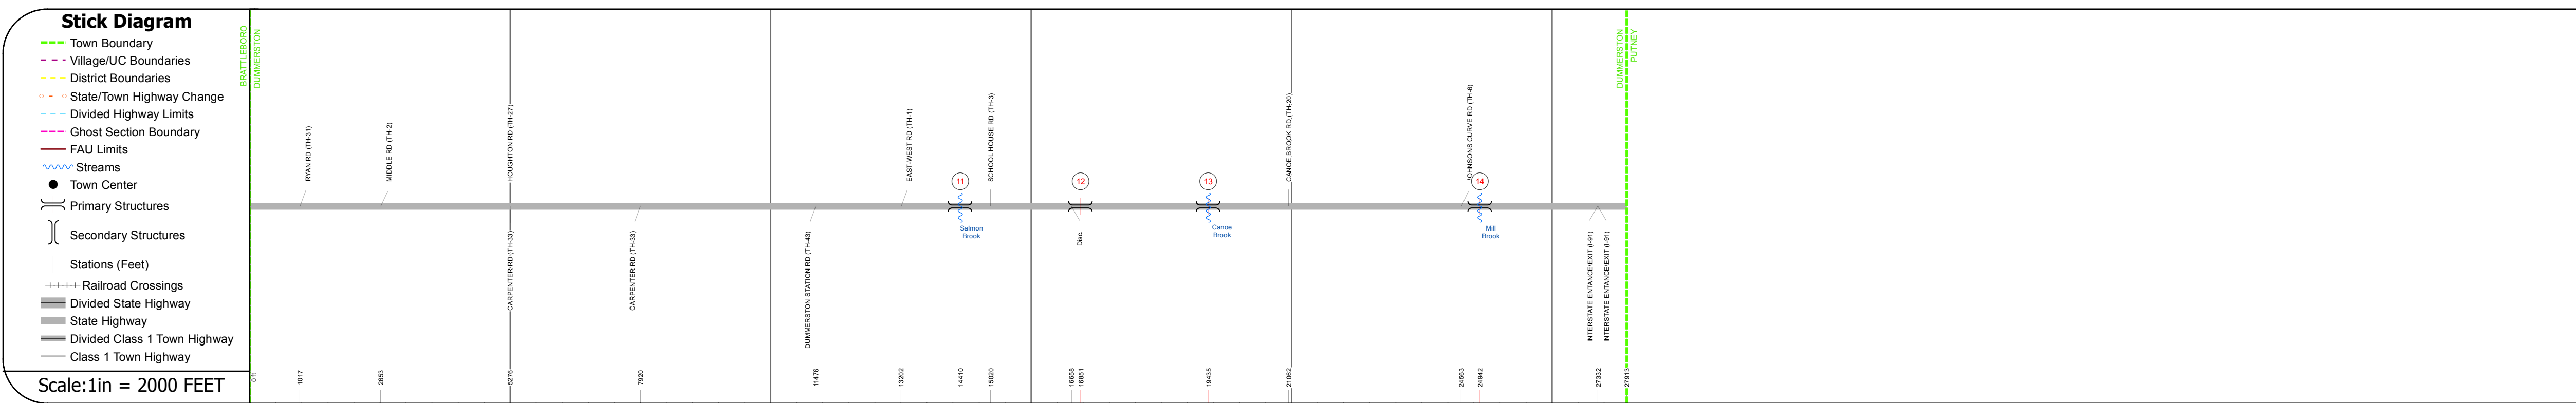 Stick Diagram
Town Boundary
Village/UC Boundaries
District Boundaries
State/Town Highway Change
Divided Highway Limits
Ghost Section Boundary
FAU Limits
Streams
Town Center
Primary Structures
Secondary Structures
Stations (Feet)
Railroad Crossings
Divided State Highway
State Highway
Divided Class 1 Town Highway
Class 1 Town Highway
Scale:1in = 2000 FEET
BRATTLEBORO
DUMMERSTON
RYAN RD (TH-31)
MIDDLE RD (TH-2)
HOUGHTON RD (TH-27)
EAST-WEST RD (TH-1)
SCHOOL HOUSE RD (TH-3)
CANOE BROOK RD (TH-20)
JOHNSONS CURVE RD (TH-6)
DUMMERSTON
PUTNEY
11
12
13
14
Salmon
Brook
Canoe
Brook
Mill
Brook
CARPENTER RD (TH-33)
CARPENTER RD (TH-33)
DUMMERSTON STATION RD (TH-43)
Disc.
INTERSTATE ENTANCE\EXIT (I-91)
INTERSTATE ENTANCE\EXIT (I-91)
0 ft
1017
2653
5276
7920
11476
13202
14410
15020
16658
16851
19435
21062
24563
24942
27332
27913